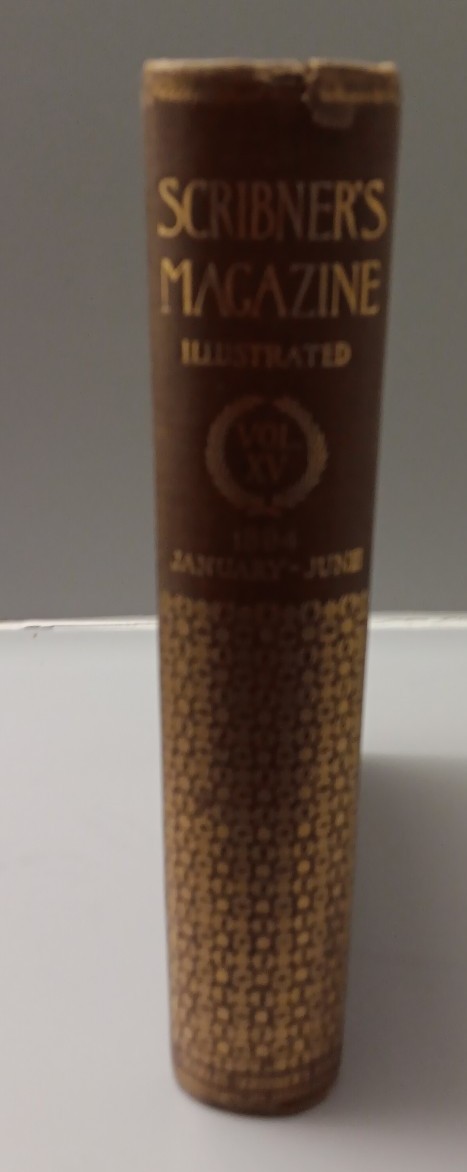 SCRIBNER'S
MAGAZINE
ILLUSTRATED
VOL
XV
1894
JANUARY-JUNE